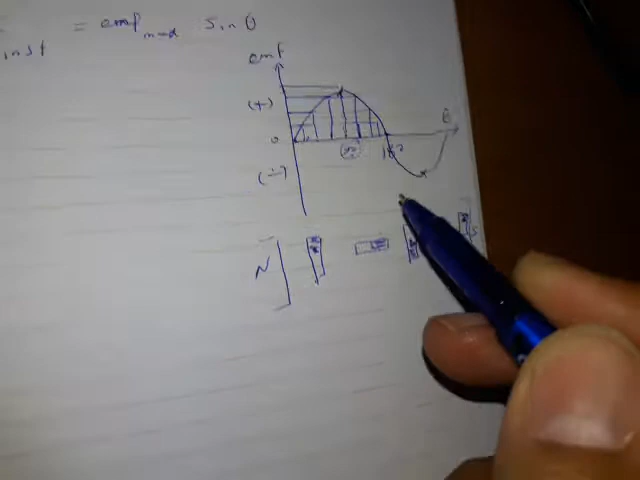 = emf max Sin θ
inst
emf
(+)
0 90 180 θ
(-)
N S